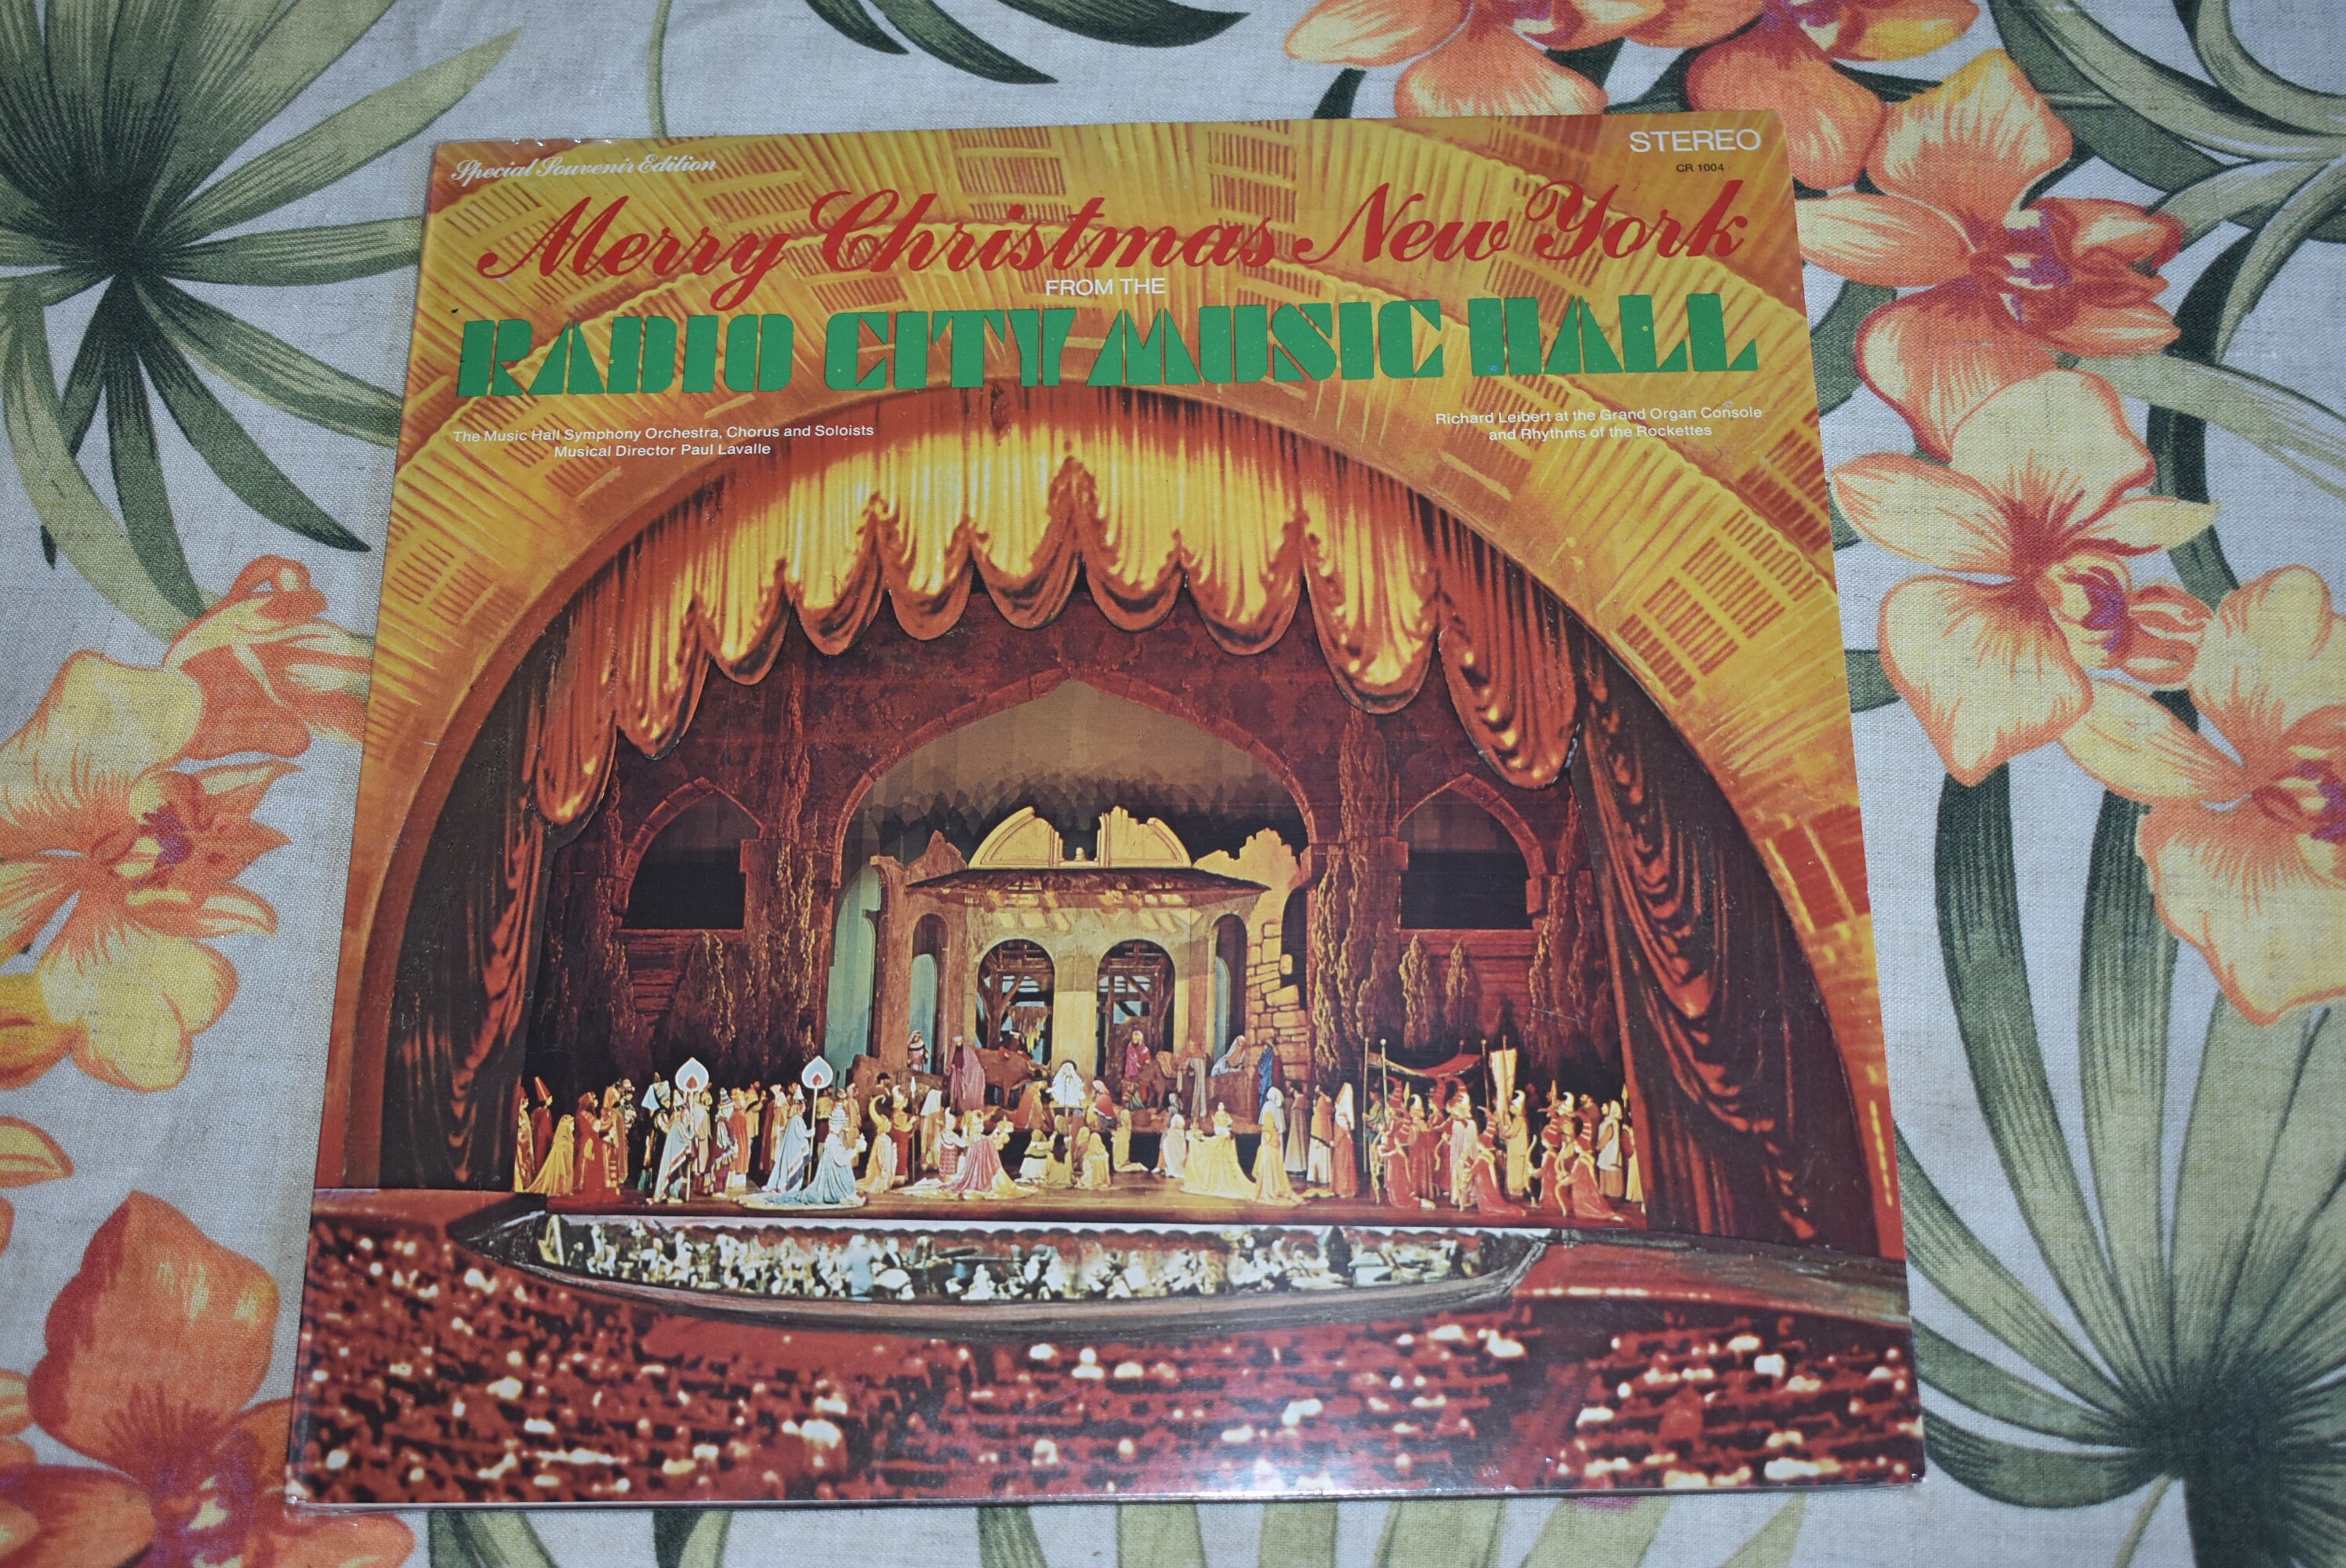 Special Souvenir Edition
STEREO
CR 1004
Merry Christmas New York
FROM THE
RADIO CITY MUSIC HALL
The Music Hall Symphony Orchestra, Chorus and Soloists
Musical Director Paul Lavalle
Richard Leibert at the Grand Organ Console
and Rhythms of the Rockettes